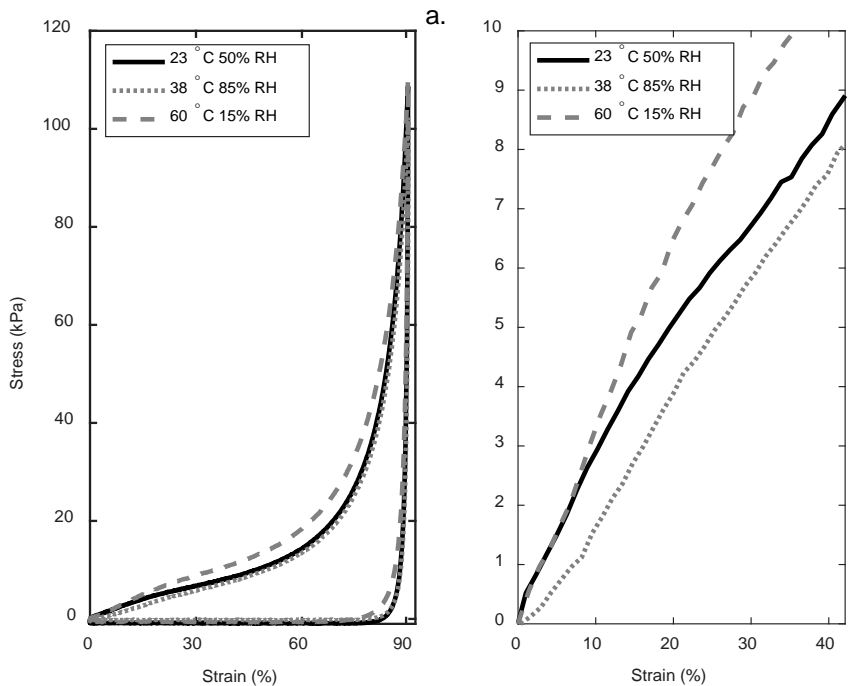 a.
120
100
80
60
40
20
0
Stress (kPa)
23 °C 50% RH
38 °C 85% RH
60 °C 15% RH
0 30 60 90
Strain (%)
10
9
8
7
6
5
4
3
2
1
0
23 °C 50% RH
38 °C 85% RH
60 °C 15% RH
0 10 20 30 40
Strain (%)